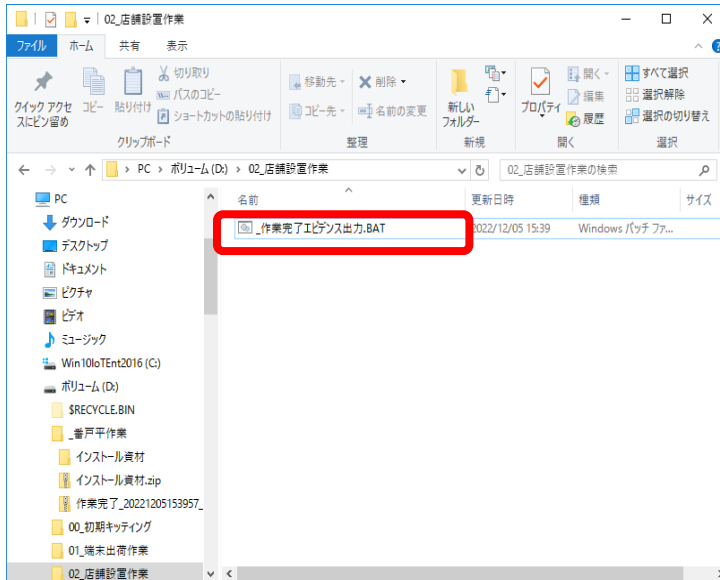 02_店舗設置作業
ファイル ホーム 共有 表示
クイック アクセスにピン留め
コピー
貼り付け
切り取り
パスのコピー
ショートカットの貼り付け
クリップボード
移動先
コピー先
削除
名前の変更
整理
新しいフォルダー
新規
プロパティ
開く
編集
履歴
開く
すべて選択
選択解除
選択の切り替え
選択
PC > ボリューム (D:) > 02_店舗設置作業
02_店舗設置作業の検索
名前 更新日時 種類 サイズ
_作業完了エビデンス出力.BAT 2022/12/05 15:39 Windows バッチ ファ...
PC
ダウンロード
デスクトップ
ドキュメント
ピクチャ
ビデオ
ミュージック
Win10IoTEnt2016 (C:)
ボリューム (D:)
$RECYCLE.BIN
_番戸平作業
インストール資材
インストール資材.zip
作業完了_20221205153957_
00_初期キッティング
01_端末出荷作業
02_店舗設置作業